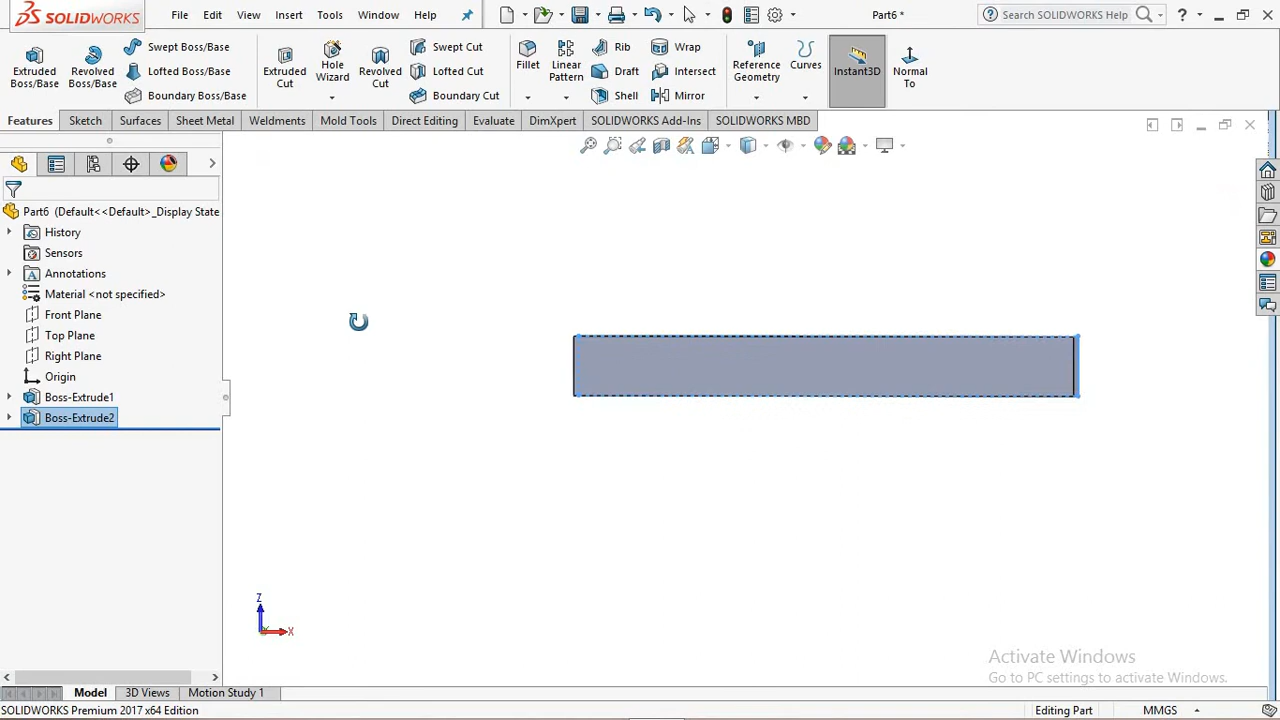 SOLIDWORKS File Edit View Insert Tools Window Help Part6 * Search SOLIDWORKS Help ?
Extruded Boss/Base
Revolved Boss/Base
Swept Boss/Base
Lofted Boss/Base
Boundary Boss/Base
Extruded Cut
Hole Wizard
Revolved Cut
Swept Cut
Lofted Cut
Boundary Cut
Fillet
Linear Pattern
Rib
Draft
Shell
Wrap
Intersect
Mirror
Reference Geometry
Curves
Instant3D
Normal To
Features Sketch Surfaces Sheet Metal Weldments Mold Tools Direct Editing Evaluate DimXpert SOLIDWORKS Add-Ins SOLIDWORKS MBD
Part6 (Default<<Default>_Display State
History
Sensors
Annotations
Material <not specified>
Front Plane
Top Plane
Right Plane
Origin
Boss-Extrude1
Boss-Extrude2
Z
X
Activate Windows
Go to PC settings to activate Windows.
Model 3D Views Motion Study 1
SOLIDWORKS Premium 2017 x64 Edition Editing Part MMGS